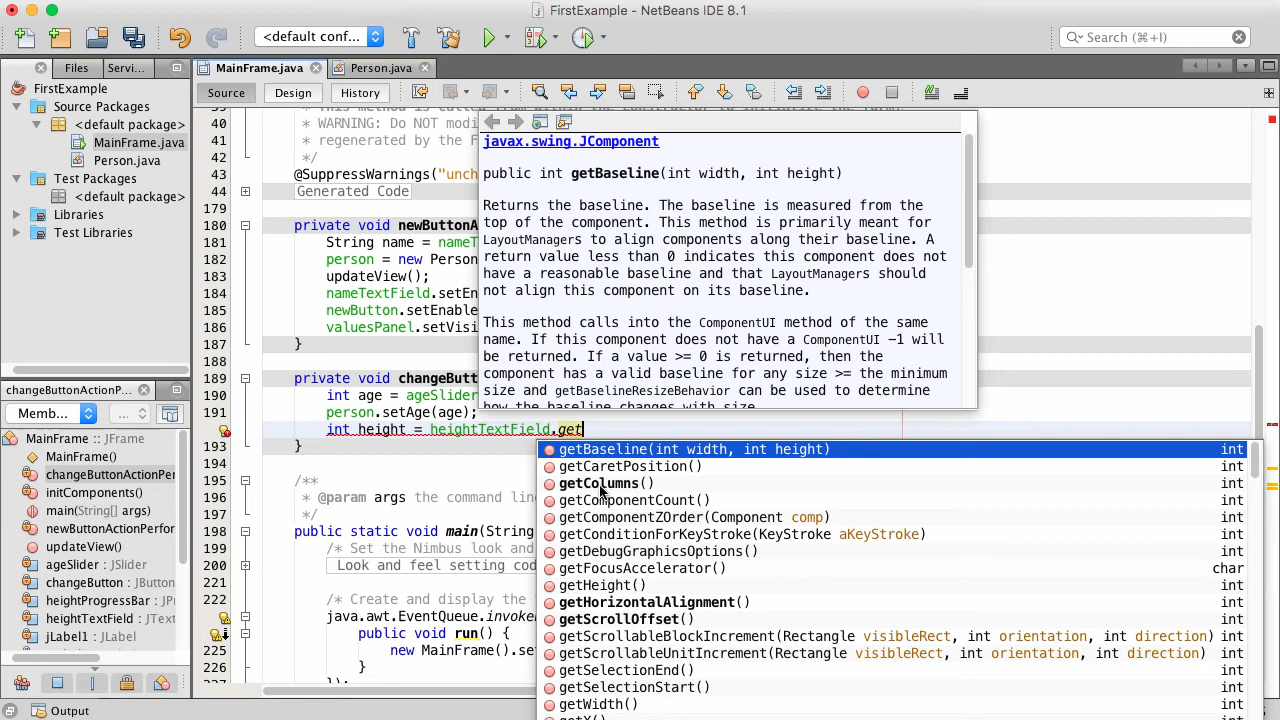 FirstExample - NetBeans IDE 8.1
<default conf...
Search (⌘+I)
Files
Servi...
MainFrame.java
Person.java
FirstExample
Source Packages
<default package>
MainFrame.java
Person.java
Test Packages
<default package>
Libraries
Test Libraries
Source
Design
History
40 * WARNING: Do NOT modi
41 * regenerated by the F
42 */
43 @SuppressWarnings("unch
44 Generated Code
179
180 private void newButtonA
181 String name = nameT
182 person = new Person
183 updateView();
184 nameTextField.setEn
185 newButton.setEnable
186 valuesPanel.setVisi
187 }
188
189 private void changeButt
190 int age = ageSlider
191 person.setAge(age);
int height = heightTextField.get
193 }
194
195 /**
196 * @param args the command lin
197 */
198 public static void main(String
199 /* Set the Nimbus look and
200 Look and feel setting cod
221
222 /* Create and display the
java.awt.EventQueue.invoke
public void run() {
225 new MainFrame().set
226 }
});
javax.swing.JComponent
public int getBaseline(int width, int height)
Returns the baseline. The baseline is measured from the
top of the component. This method is primarily meant for
LayoutManagers to align components along their baseline. A
return value less than 0 indicates this component does not
have a reasonable baseline and that LayoutManagers should
not align this component on its baseline.
This method calls into the ComponentUI method of the same
name. If this component does not have a ComponentUI -1 will
be returned. If a value >= 0 is returned, then the
component has a valid baseline for any size >= the minimum
size and getBaselineResizeBehavior can be used to determine
how the baseline changes with size.
getBaseline(int width, int height) int
getCaretPosition() int
getColumns() int
getComponentCount() int
getComponentZOrder(Component comp) int
getConditionForKeyStroke(KeyStroke aKeyStroke) int
getDebugGraphicsOptions() int
getFocusAccelerator() char
getHeight() int
getHorizontalAlignment() int
getScrollOffset() int
getScrollableBlockIncrement(Rectangle visibleRect, int orientation, int direction) int
getScrollableUnitIncrement(Rectangle visibleRect, int orientation, int direction) int
getSelectionEnd() int
getSelectionStart() int
getWidth() int
getX() int
changeButtonActionP...
Memb...
...
MainFrame :: JFrame
MainFrame()
changeButtonActionPer
initComponents()
main(String[] args)
newButtonActionPerfor
updateView()
ageSlider : JSlider
changeButton : JButton
heightProgressBar : JPr
heightTextField : JText
jLabel1 : JLabel
Output